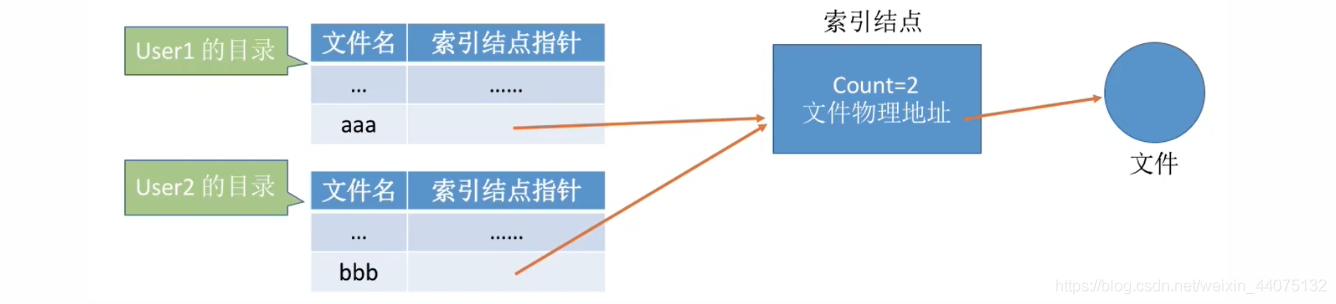 索引结点
User1 的目录
文件名 索引结点指针
... ......
aaa
Count=2
文件物理地址
文件
User2 的目录
文件名 索引结点指针
... ......
bbb
https://blog.csdn.net/weixin_44075132